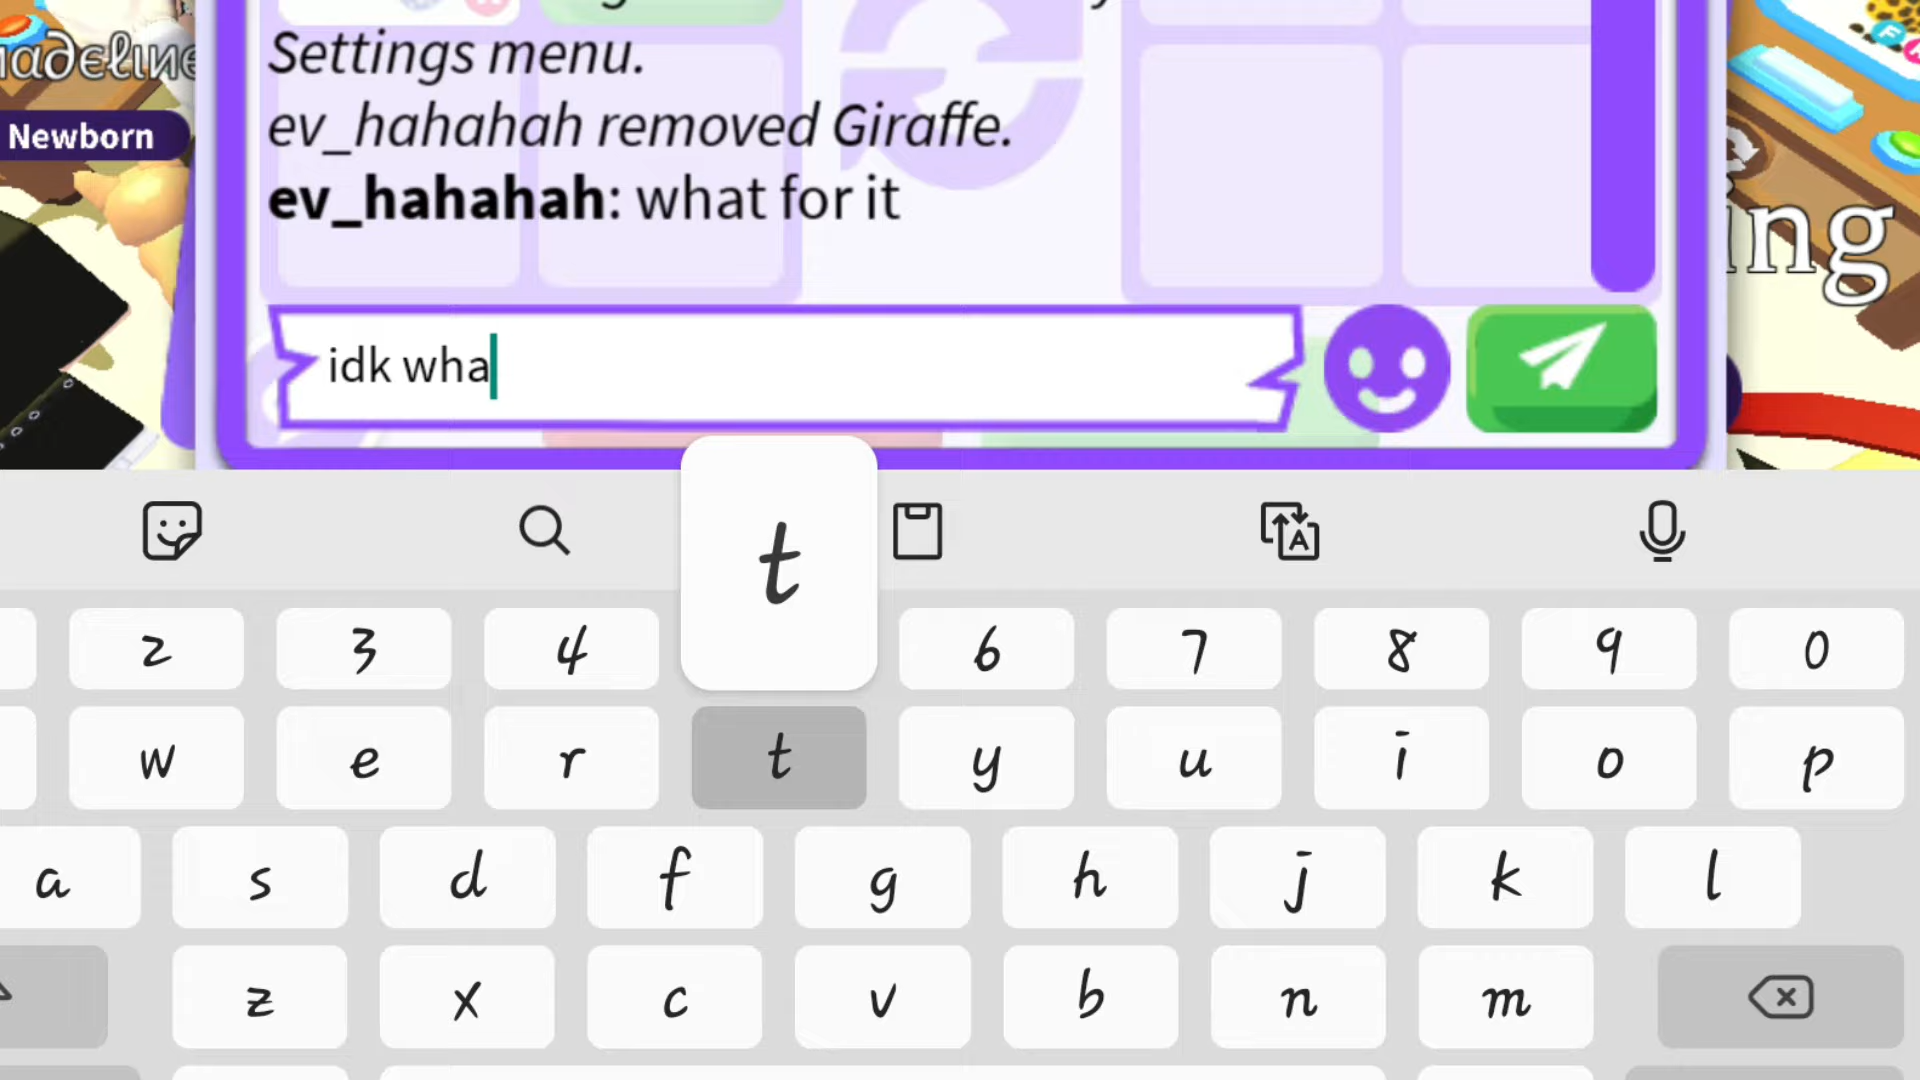 Settings menu.
ev_hahahah removed Giraffe.
ev_hahahah: what for it
Newborn
ing
idk wha
t
2 3 4 6 7 8 9 0
w e r t y u i o p
a s d f g h j k l
z x c v b n m